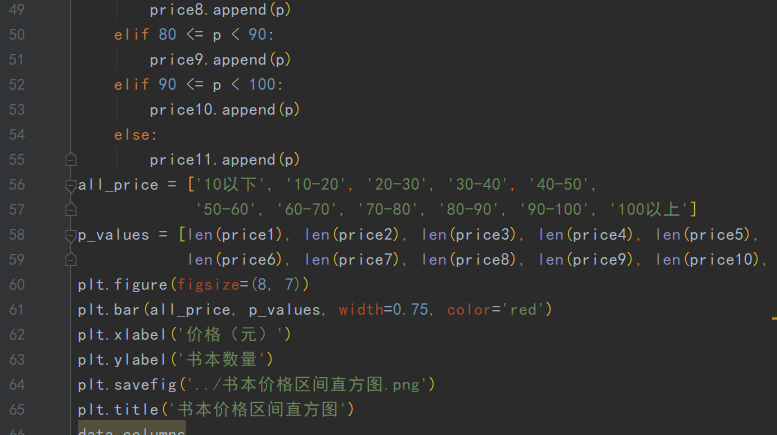 49 price8.append(p)
50 elif 80 <= p < 90:
51 price9.append(p)
52 elif 90 <= p < 100:
53 price10.append(p)
54 else:
55 price11.append(p)
56 all_price = ['10以下', '10-20', '20-30', '30-40', '40-50',
57 '50-60', '60-70', '70-80', '80-90', '90-100', '100以上']
58 p_values = [len(price1), len(price2), len(price3), len(price4), len(price5),
59 len(price6), len(price7), len(price8), len(price9), len(price10),
60 plt.figure(figsize=(8, 7))
61 plt.bar(all_price, p_values, width=0.75, color='red')
62 plt.xlabel('价格（元）')
63 plt.ylabel('书本数量')
64 plt.savefig('../书本价格区间直方图.png')
65 plt.title('书本价格区间直方图')
66 data.columns